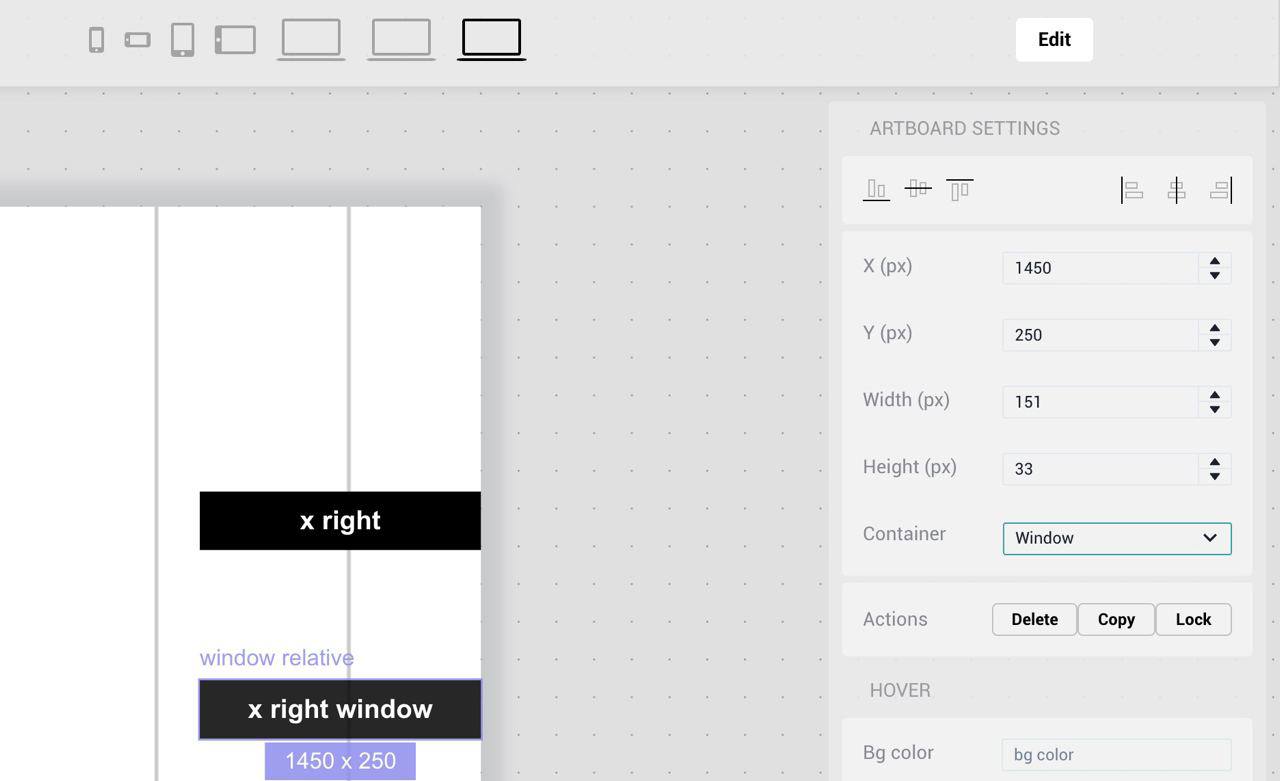 Edit
ARTBOARD SETTINGS
X (px) 1450
Y (px) 250
Width (px) 151
Height (px) 33
Container Window
Actions Delete Copy Lock
HOVER
Bg color bg color
x right
window relative
x right window
1450 x 250